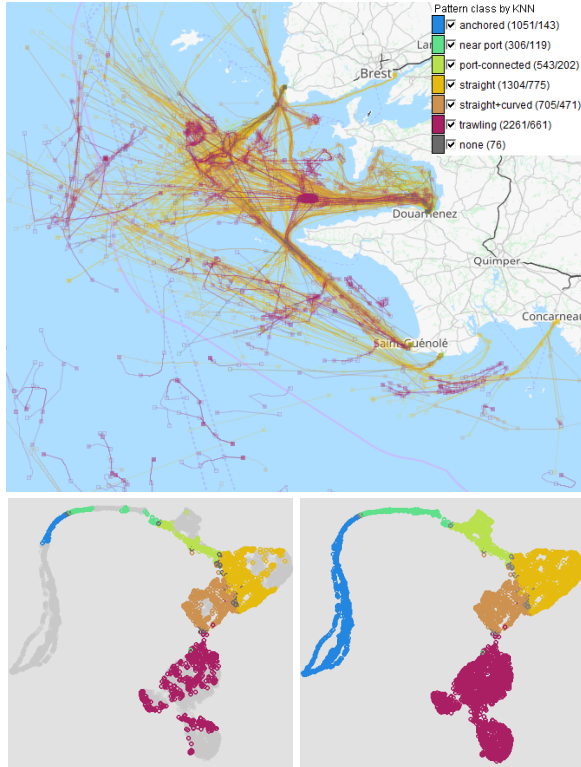 Pattern class by KNN
anchored (1051/143)
near port (306/119)
port-connected (543/202)
straight (1304/775)
straight+curved (705/471)
trawling (2261/661)
none (76)
Brest
Douarnenez
Quimper
Concarneau
Saint-Guénolé